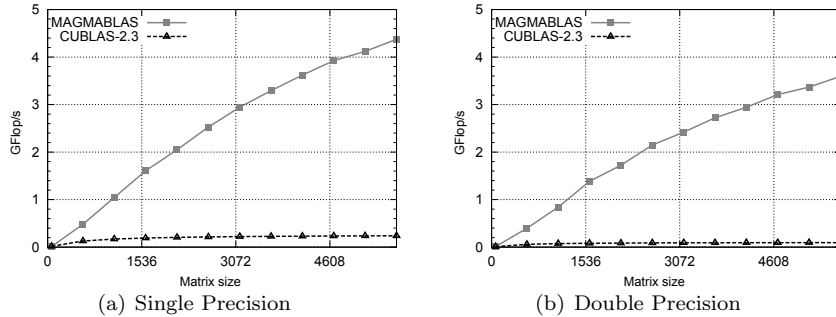 5
4
3
2
1
0
GFlop/s
MAGMABLAS
CUBLAS-2.3
0
1536
3072
4608
Matrix size
(a) Single Precision
5
4
3
2
1
0
GFlop/s
MAGMABLAS
CUBLAS-2.3
0
1536
3072
4608
Matrix size
(b) Double Precision